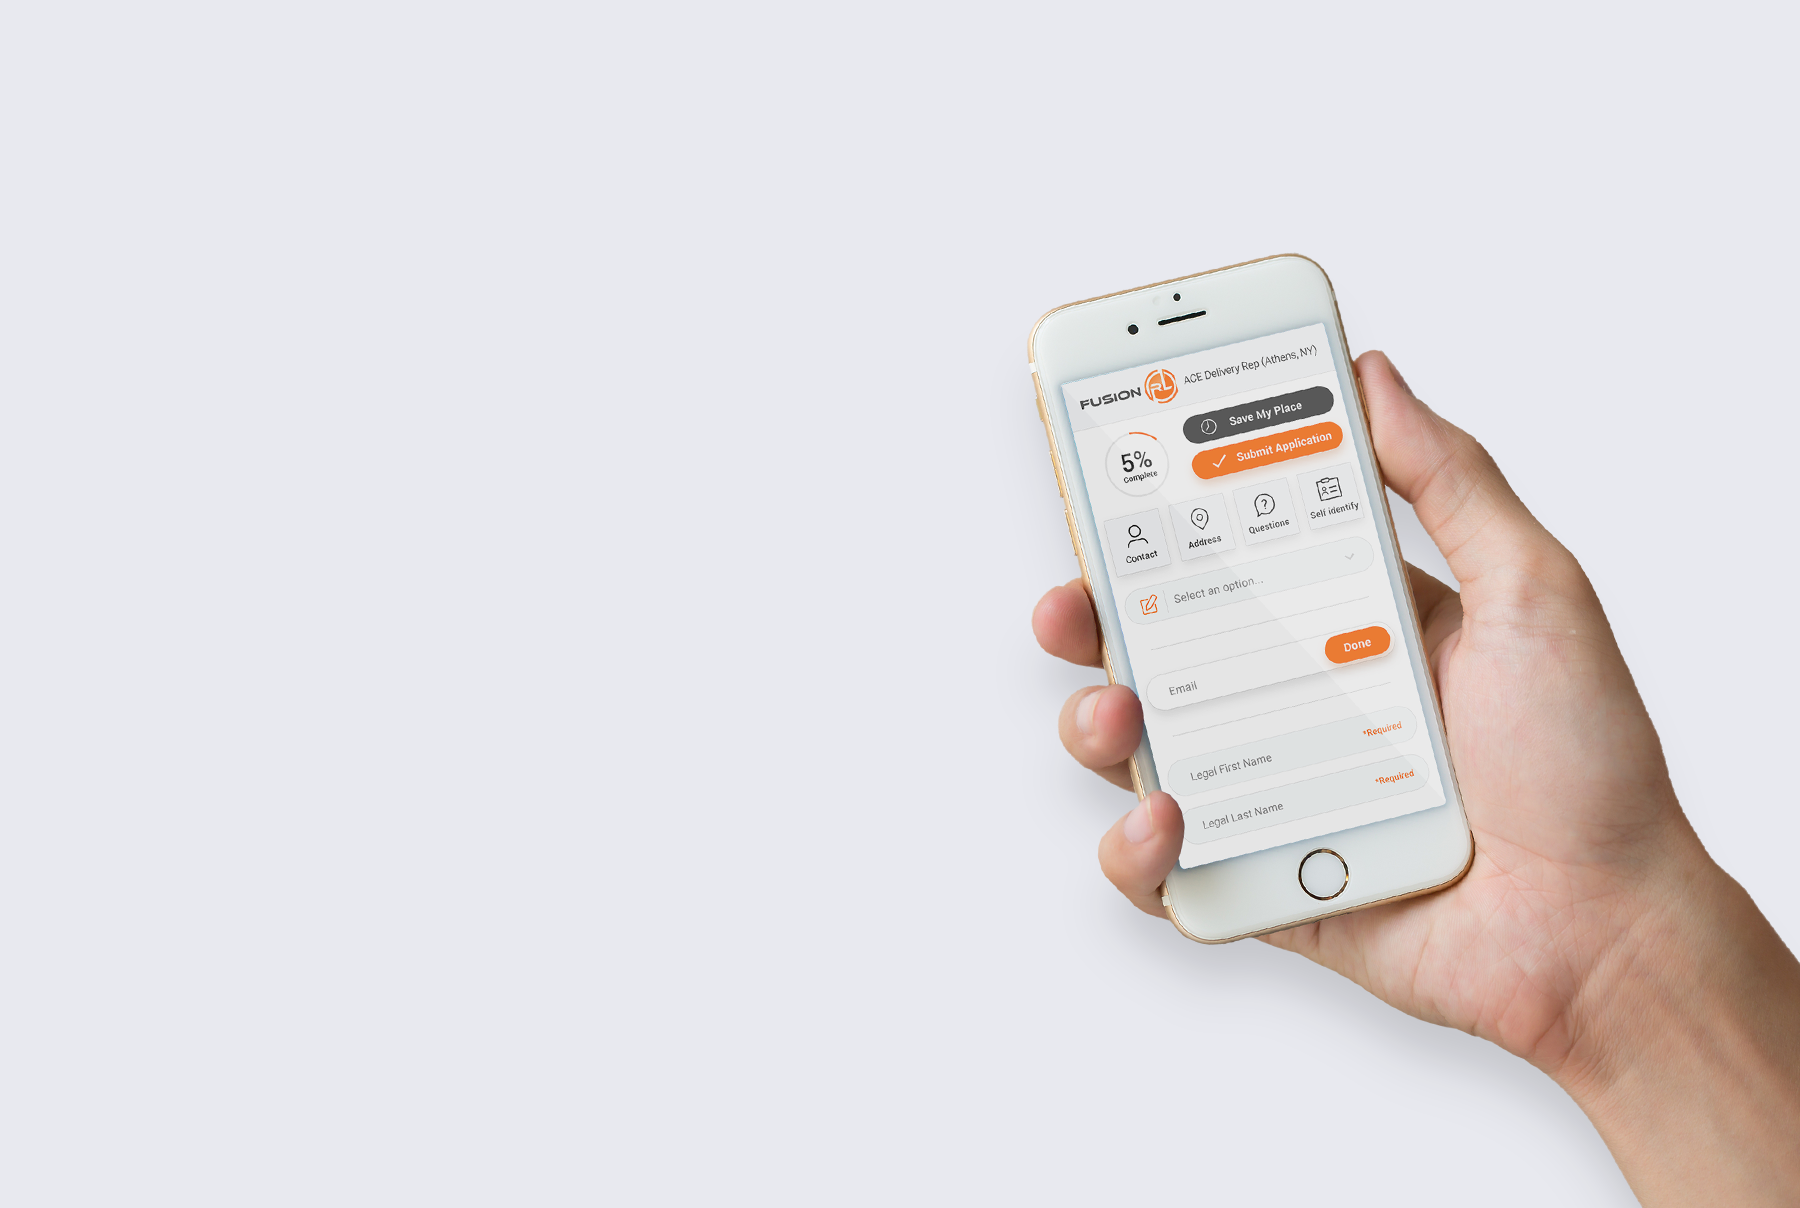 FUSION RL ACE Delivery Rep (Athens, NY)
5%
Complete
Save My Place
Submit Application
Contact
Address
Questions
Self identify
Select an option...
Done
Email
Legal First Name *Required
Legal Last Name *Required